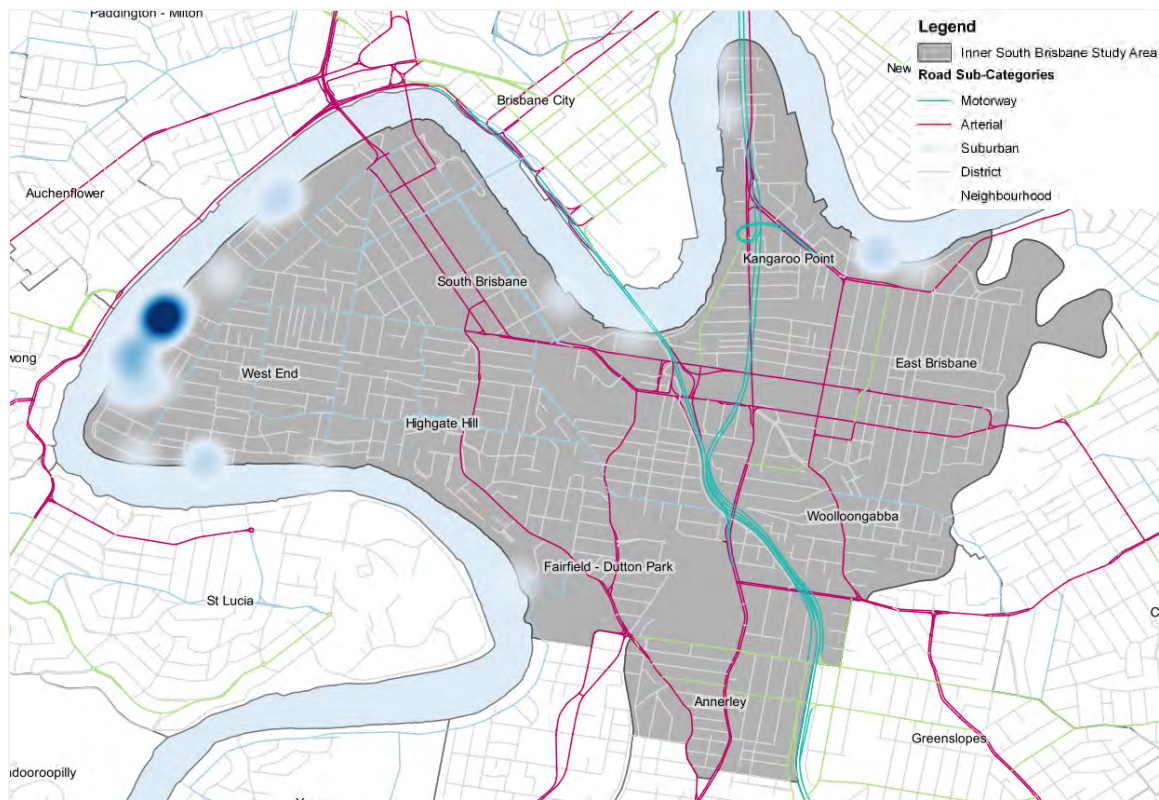 Paddington - Milton
Legend
Inner South Brisbane Study Area
Road Sub-Categories
Motorway
Arterial
Suburban
District
Neighbourhood
New
Brisbane City
Auchenflower
Kangaroo Point
South Brisbane
wong
West End
East Brisbane
Highgate Hill
Woolloongabba
Fairfield - Dutton Park
St Lucia
C
Annerley
Greenslopes
ndooroopilly